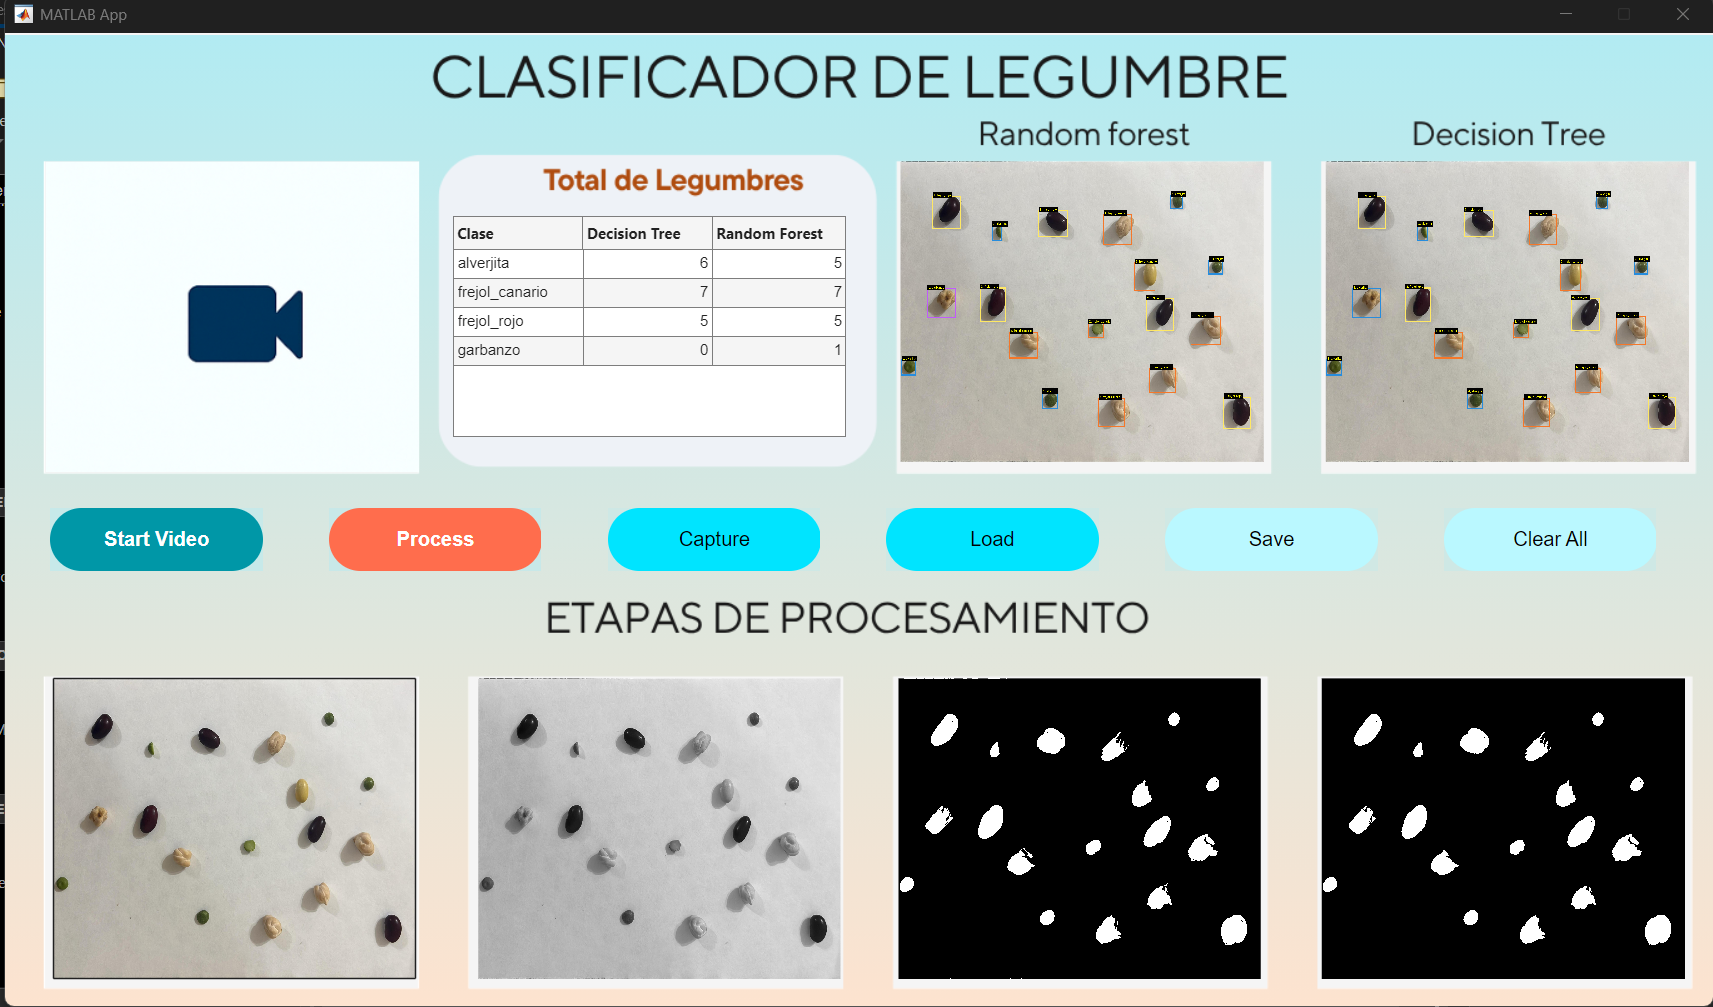 MATLAB App
CLASIFICADOR DE LEGUMBRE
Random forest
Decision Tree
Total de Legumbres
Clase Decision Tree Random Forest
alverjita 6 5
frejol_canario 7 7
frejol_rojo 5 5
garbanzo 0 1
Start Video
Process
Capture
Load
Save
Clear All
ETAPAS DE PROCESAMIENTO